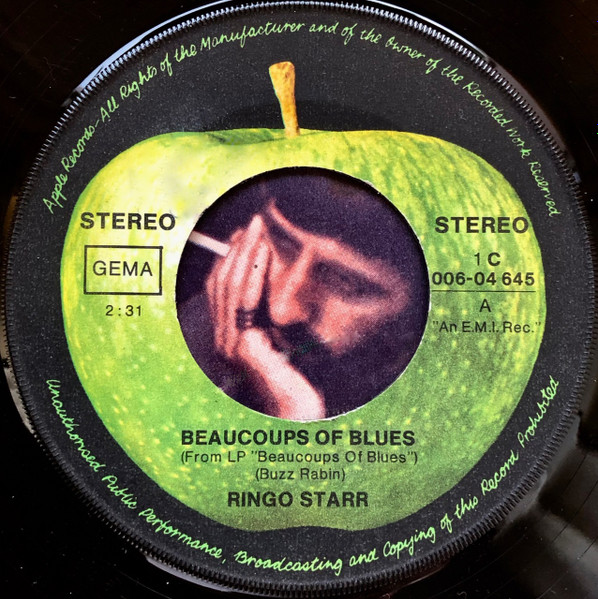 Apple Records–All Rights of the Manufacturer and of the Owner of the Recorded Work Reserved
STEREO
GEMA
2:31
STEREO
1 C
006-04 645
A
"An E.M.I. Rec."
BEAUCOUPS OF BLUES
(From LP "Beaucoups Of Blues")
(Buzz Rabin)
RINGO STARR
Unauthorised Public Performance, Broadcasting and Copying of this Record Prohibited